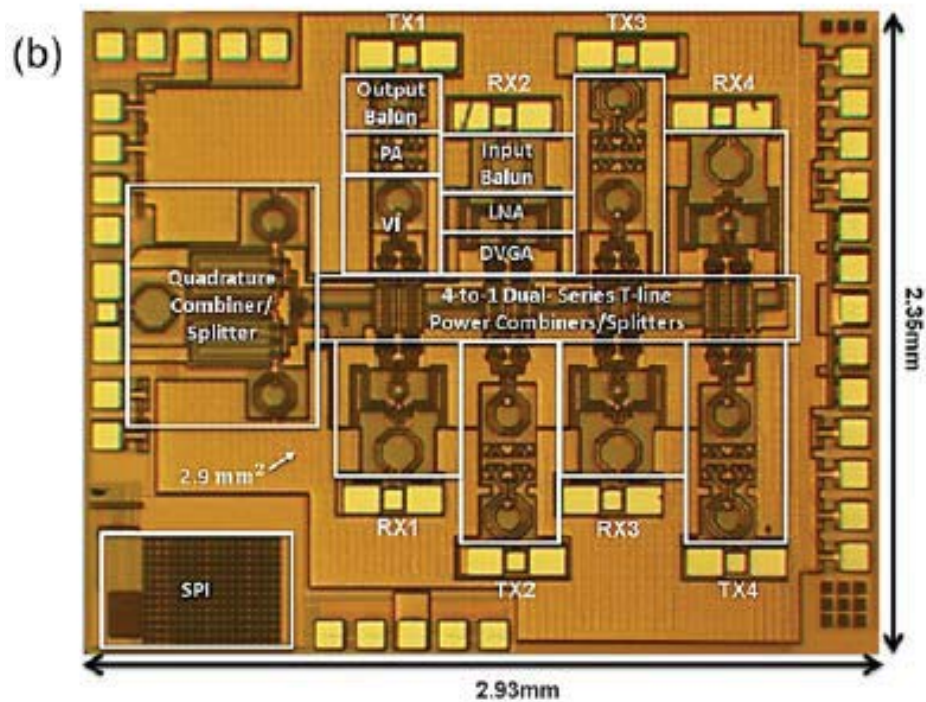 (b)
TX1
TX3
Output
Balun
RX2
RX4
PA
Input
Balun
VI
LNA
DVGA
Quadrature
Combiner/
Splitter
4-to-1 Dual- Series T-line
Power Combiners/Splitters
2.35mm
2.9 mm²
RX1
RX3
SPI
TX2
TX4
2.93mm